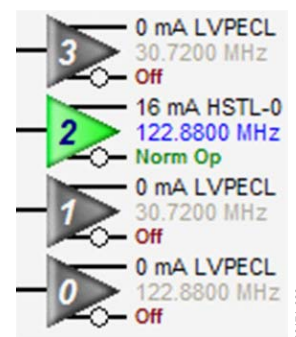 3
0 mA LVPECL
30.7200 MHz
Off
2
16 mA HSTL-0
122.8800 MHz
Norm Op
1
0 mA LVPECL
30.7200 MHz
Off
0
0 mA LVPECL
122.8800 MHz
Off